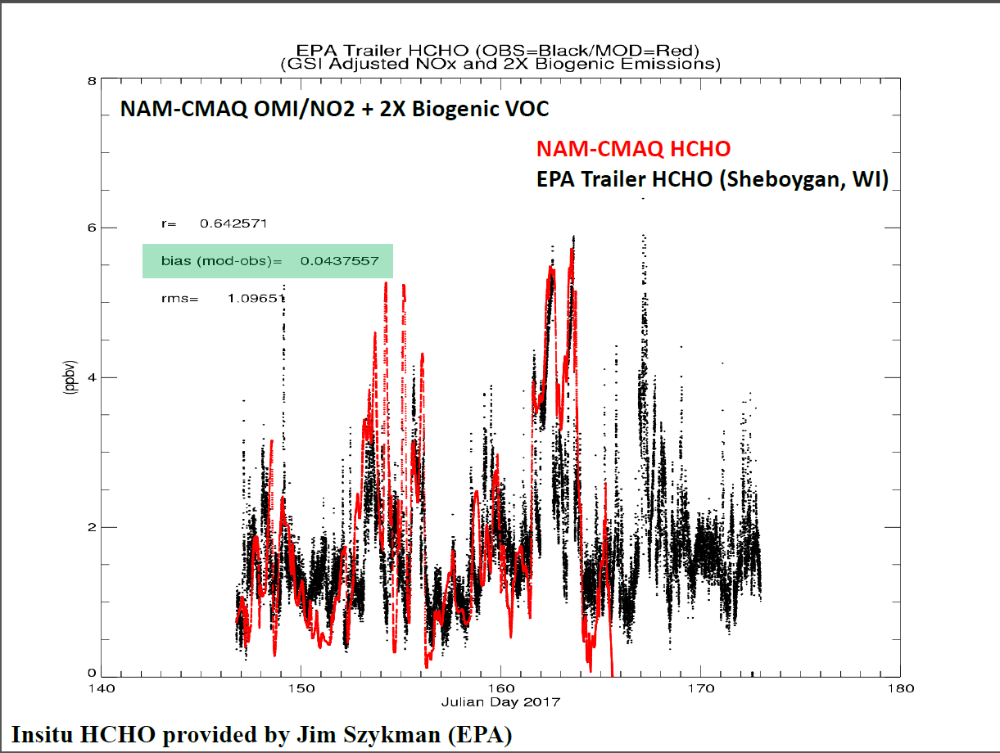 EPA Trailer HCHO (OBS=Black/MOD=Red)
(GSI Adjusted NOx and 2X Biogenic Emissions)
NAM-CMAQ OMI/NO2 + 2X Biogenic VOC
NAM-CMAQ HCHO
EPA Trailer HCHO (Sheboygan, WI)
r= 0.642571
bias (mod-obs)= 0.0437557
rms= 1.09651
8
6
4
2
0
(ppbv)
140 150 160 170 180
Julian Day 2017
Insitu HCHO provided by Jim Szykman (EPA)